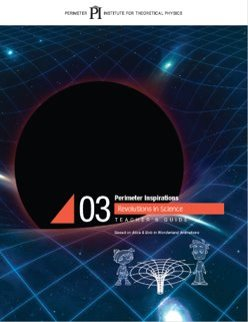 PERIMETER PI INSTITUTE FOR THEORETICAL PHYSICS
03
Perimeter Inspirations
Revolutions in Science
TEACHER'S GUIDE
Based on Alice & Bob in Wonderland Animations